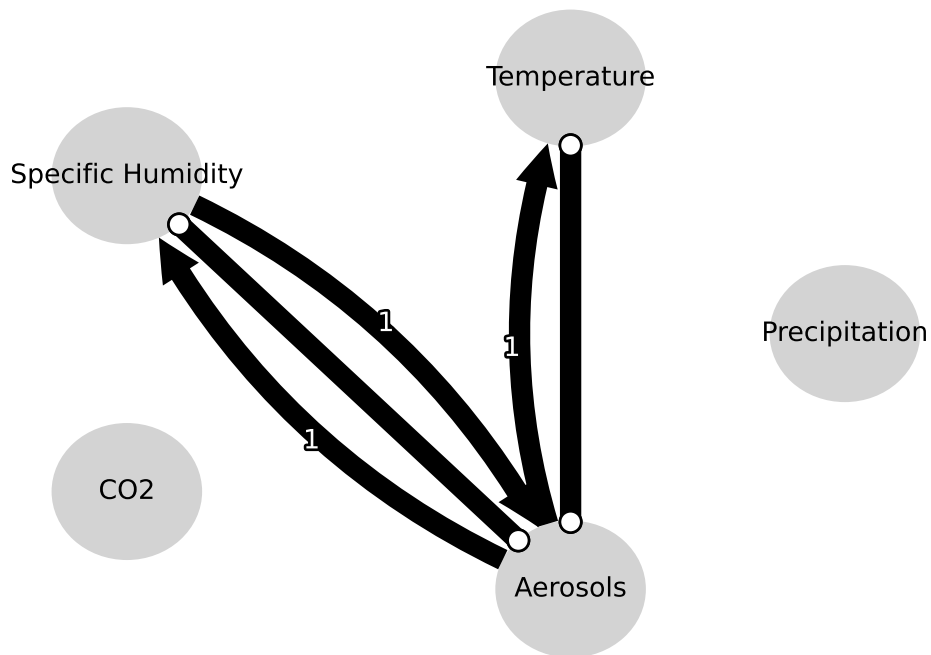 Temperature
Specific Humidity
1
Precipitation
1
1
CO2
Aerosols